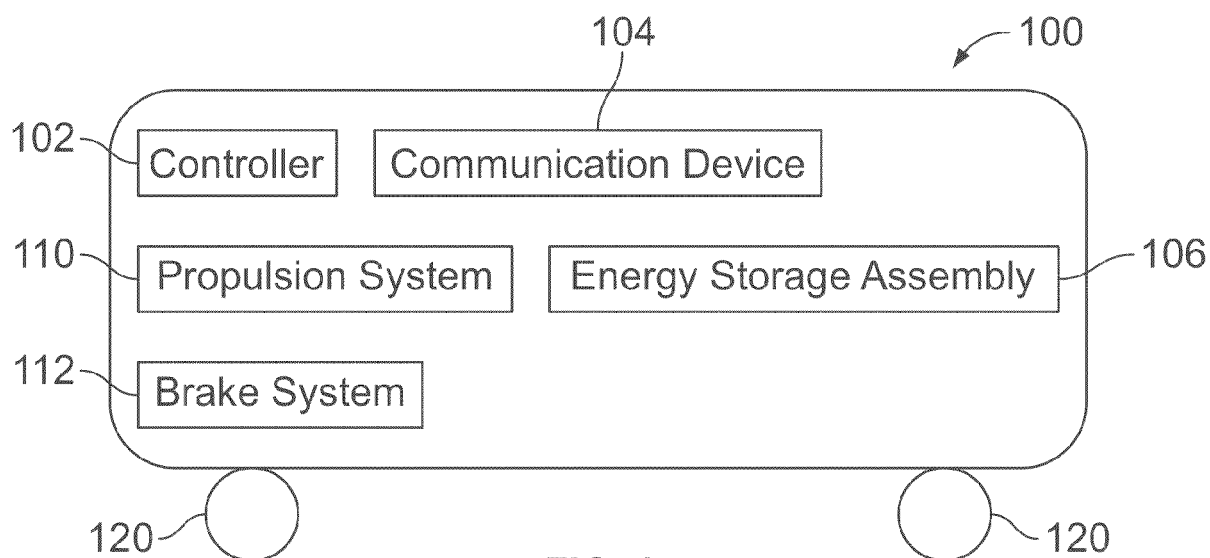 104
100
102
Controller
Communication Device
110
Propulsion System
Energy Storage Assembly
106
112
Brake System
120
120